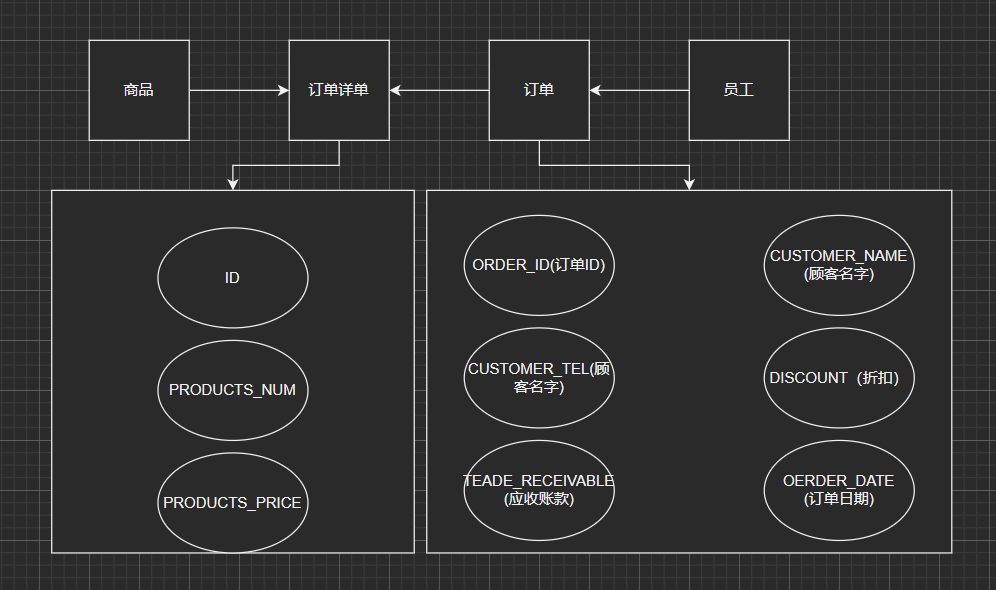 商品
订单详单
订单
员工
ID
PRODUCTS_NUM
PRODUCTS_PRICE
ORDER_ID(订单ID)
CUSTOMER_NAME
(顾客名字)
CUSTOMER_TEL(顾
客名字)
DISCOUNT（折扣）
TEADE_RECEIVABLE
(应收账款)
OERDER_DATE
(订单日期)